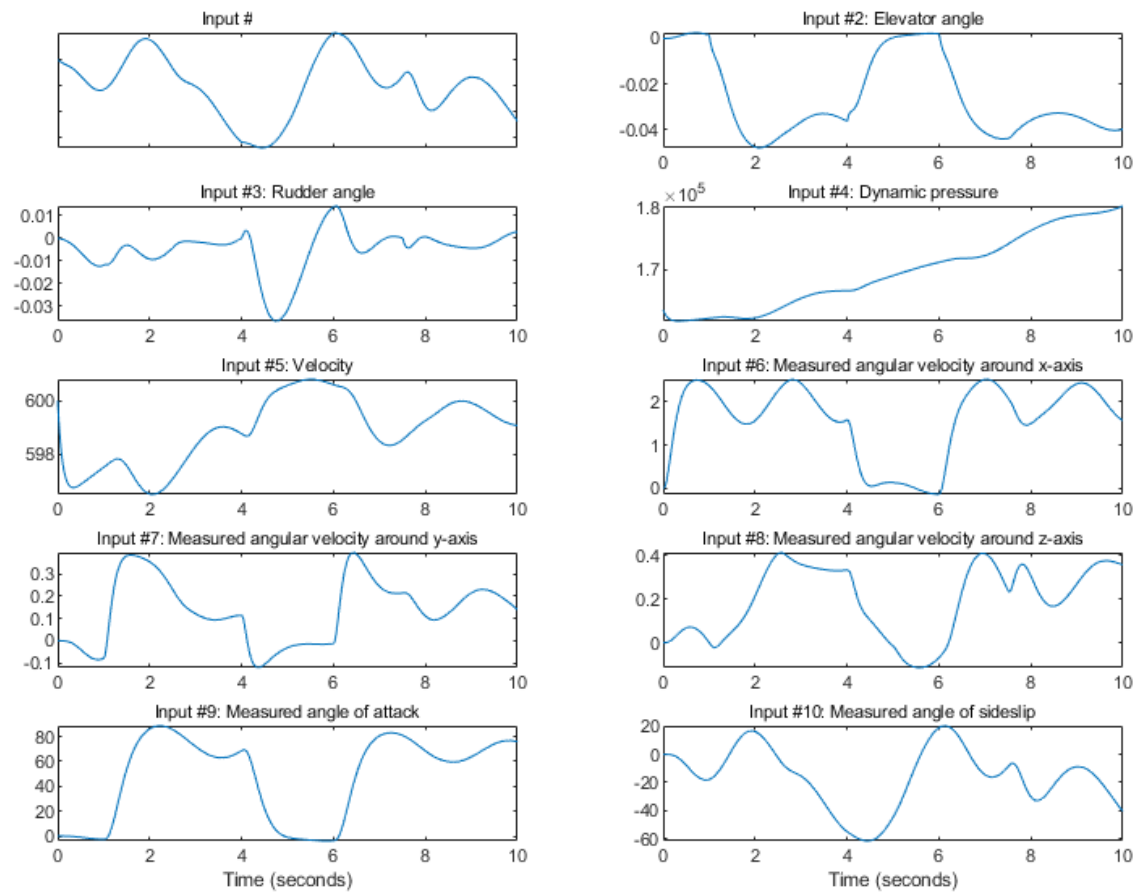 Input #
Input #2: Elevator angle
0
-0.02
-0.04
0 2 4 6 8 10
Input #3: Rudder angle
0.01
0
-0.01
-0.02
-0.03
0 2 4 6 8 10
Input #4: Dynamic pressure
×10⁵
1.8
1.7
0 2 4 6 8 10
Input #5: Velocity
600
598
0 2 4 6 8 10
Input #6: Measured angular velocity around x-axis
2
1
0
0 2 4 6 8 10
Input #7: Measured angular velocity around y-axis
0.3
0.2
0.1
0
-0.1
0 2 4 6 8 10
Input #8: Measured angular velocity around z-axis
0.4
0.2
0
0 2 4 6 8 10
Input #9: Measured angle of attack
80
60
40
20
0
0 2 4 6 8 10
Time (seconds)
Input #10: Measured angle of sideslip
20
0
-20
-40
-60
0 2 4 6 8 10
Time (seconds)